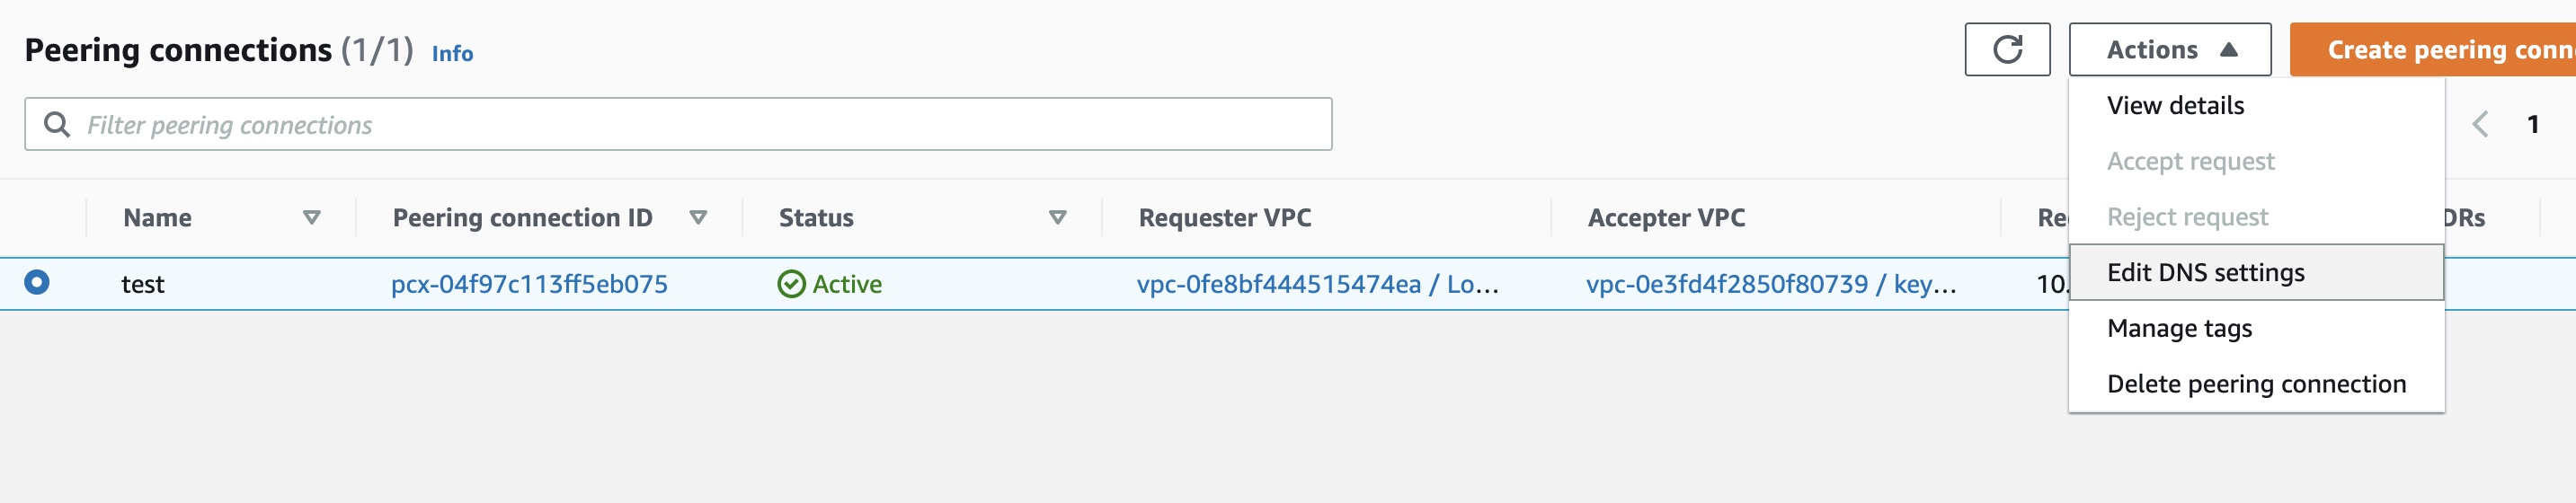 Peering connections (1/1) Info
Actions
Create peering conn
Filter peering connections
1
View details
Accept request
Reject request
Edit DNS settings
Manage tags
Delete peering connection
Name Peering connection ID Status Requester VPC Accepter VPC Re DRs
test pcx-04f97c113ff5eb075 Active vpc-0fe8bf444515474ea / Lo... vpc-0e3fd4f2850f80739 / key... 10.